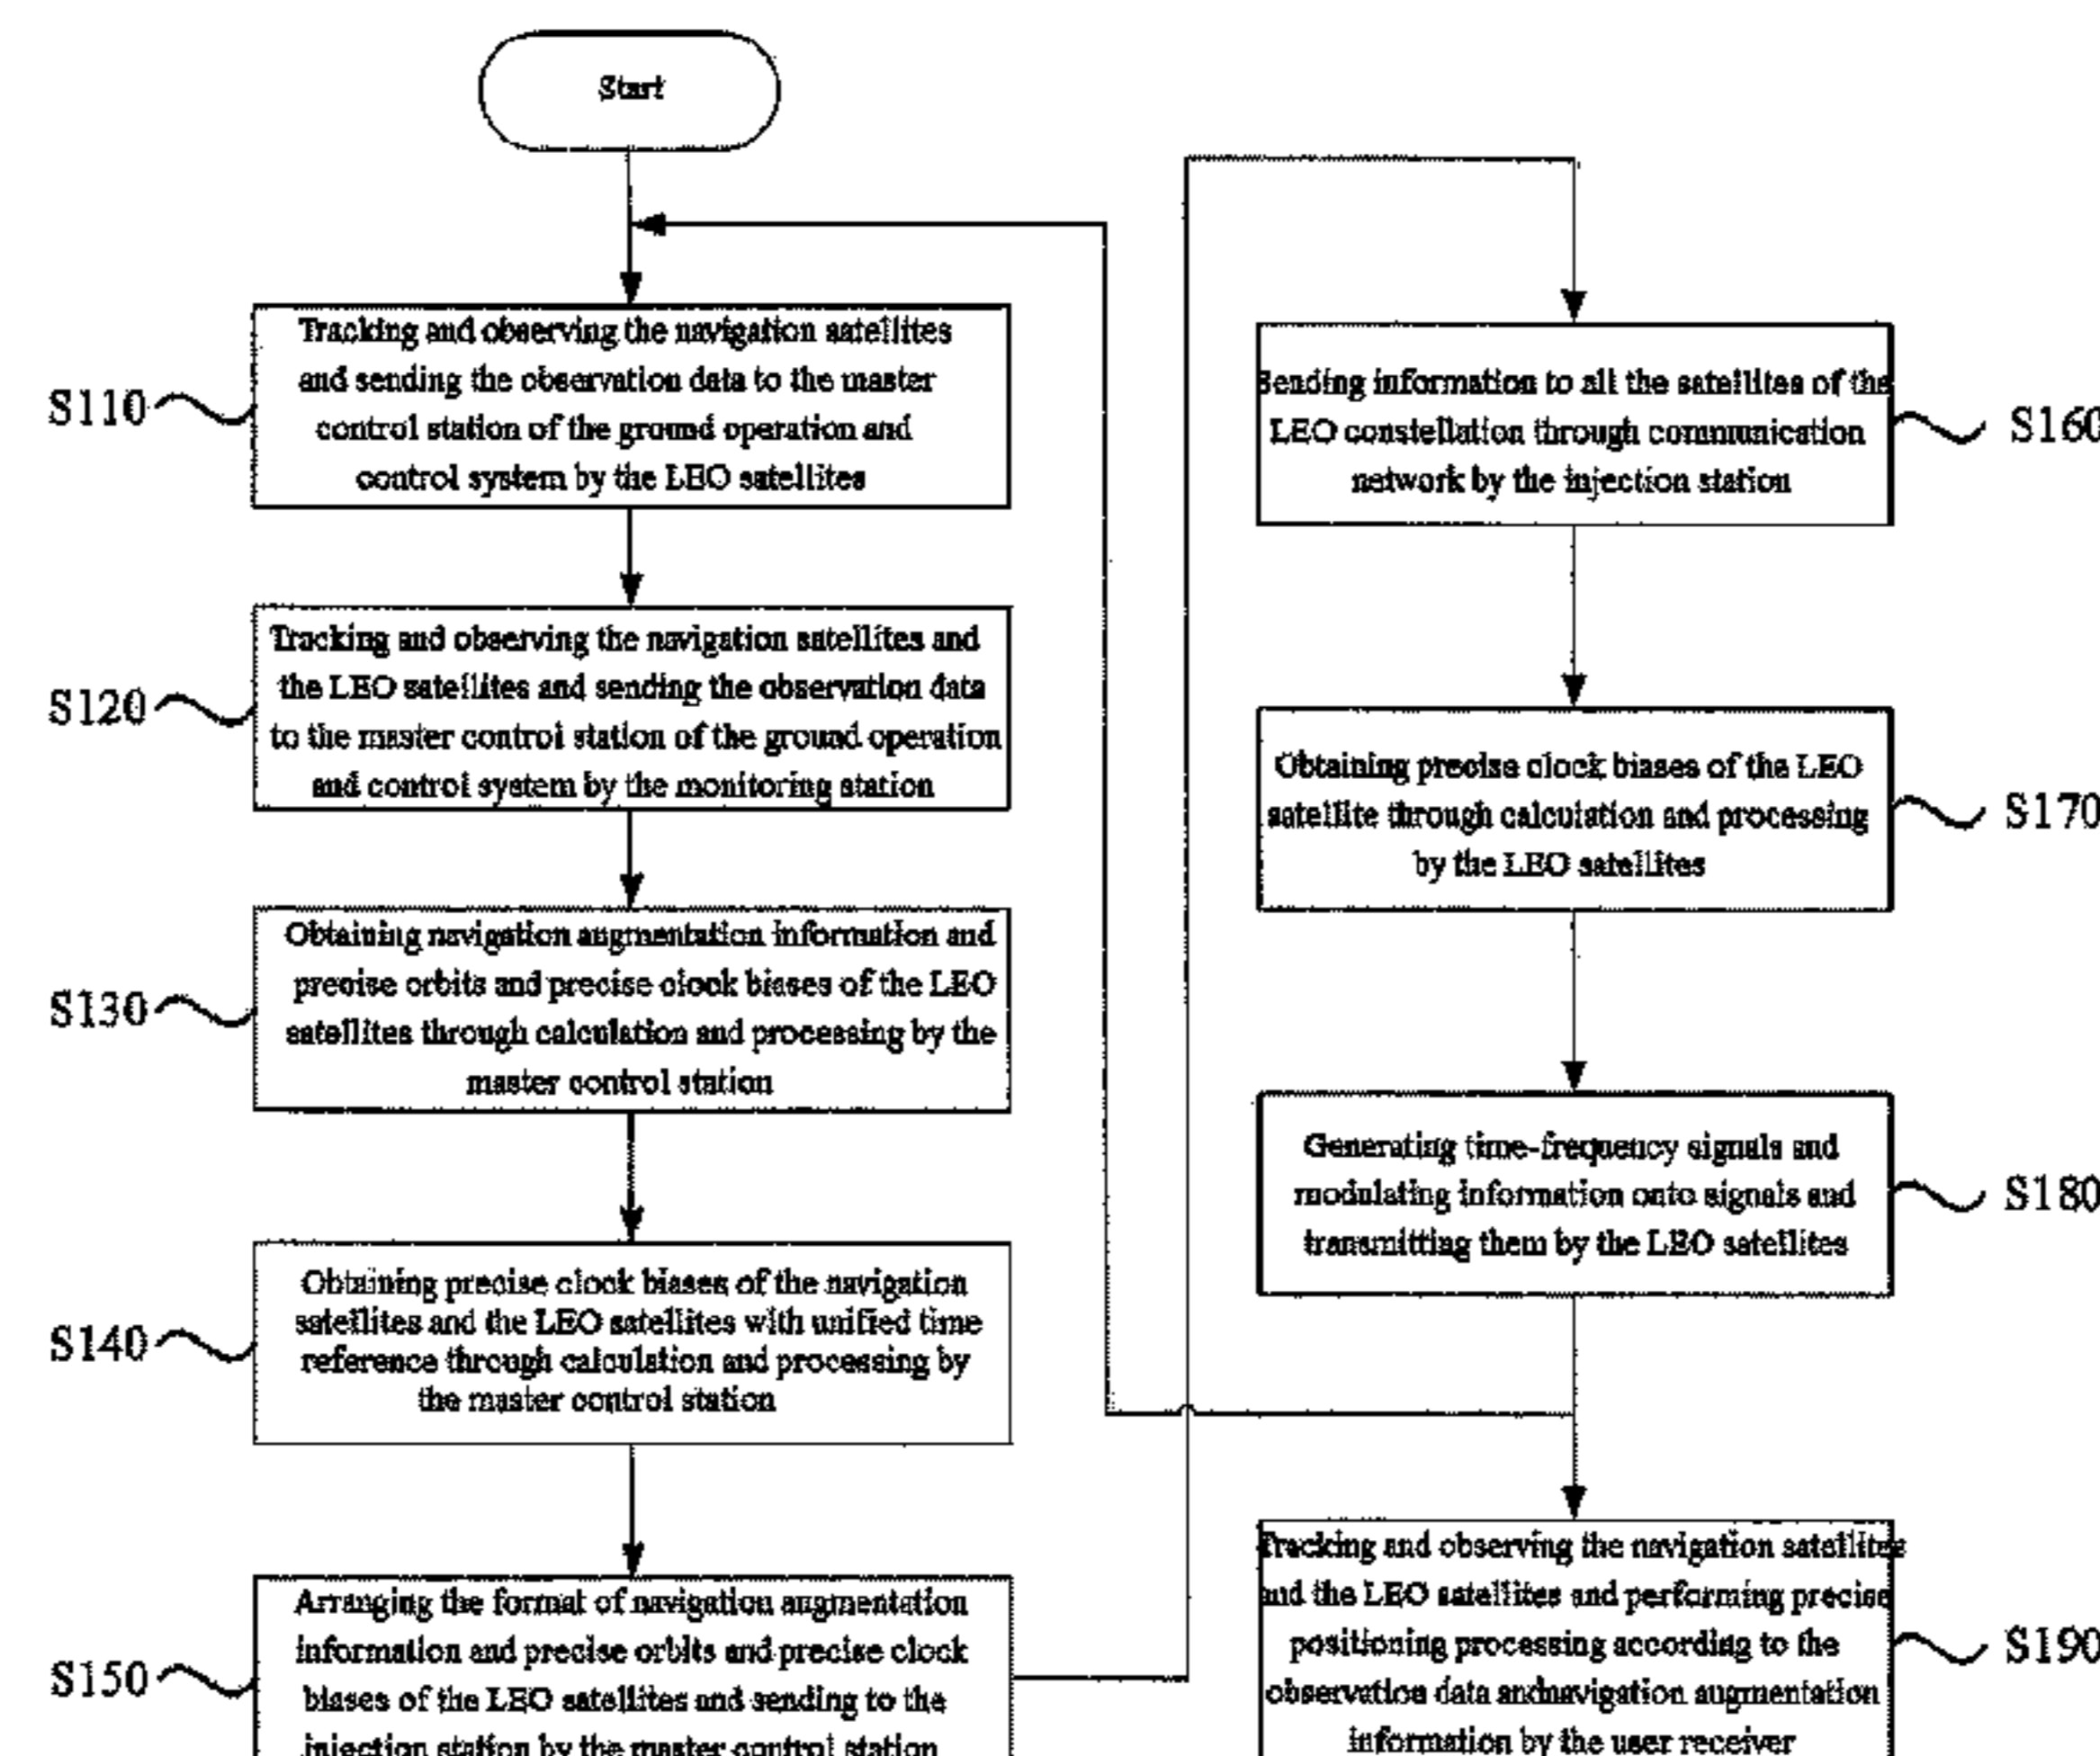 Start
S110
Tracking and observing the navigation satellites
and sending the observation data to the master
control station of the ground operation and
control system by the LEO satellites
S120
Tracking and observing the navigation satellites and
the LEO satellites and sending the observation data
to the master control station of the ground operation
and control system by the monitoring station
S130
Obtaining navigation augmentation information and
precise orbits and precise clock biases of the LEO
satellites through calculation and processing by the
master control station
S140
Obtaining precise clock biases of the navigation
satellites and the LEO satellites with unified time
reference through calculation and processing by
the master control station
S150
Arranging the format of navigation augmentation
information and precise orbits and precise clock
biases of the LEO satellites and sending to the
injection station by the master control station
Sending information to all the satellites of the
LEO constellation through communication
network by the injection station
S160
Obtaining precise clock biases of the LEO
satellite through calculation and processing
by the LEO satellites
S170
Generating time-frequency signals and
modulating information onto signals and
transmitting them by the LEO satellites
S180
Tracking and observing the navigation satellites
and the LEO satellites and performing precise
positioning processing according to the
observation data andnavigation augmentation
information by the user receiver
S190